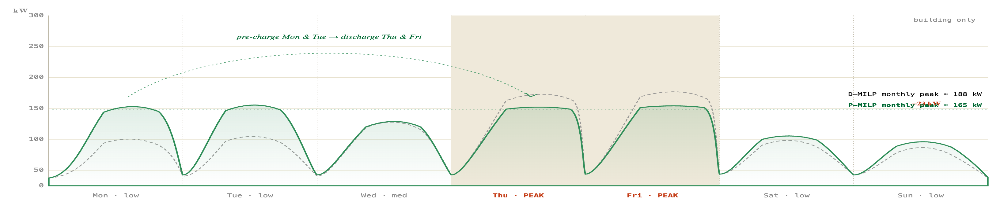 kW
300
building only
pre-charge Mon & Tue → discharge Thu & Fri
250
200
D–MILP monthly peak ≈ 188 kW
−23 kW
P–MILP monthly peak ≈ 165 kW
150
100
50
0
Mon · low
Tue · low
Wed · med
Thu · PEAK
Fri · PEAK
Sat · low
Sun · low